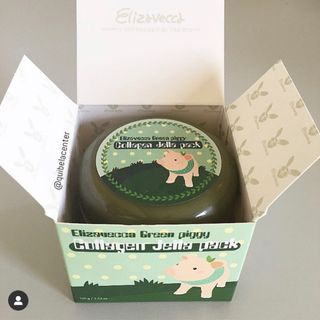 Elizavecca
@quibelacenter
Elizavecca Green piggy
Collagen Jella pack
Elizavecca Green piggy
Collagen Jella pack